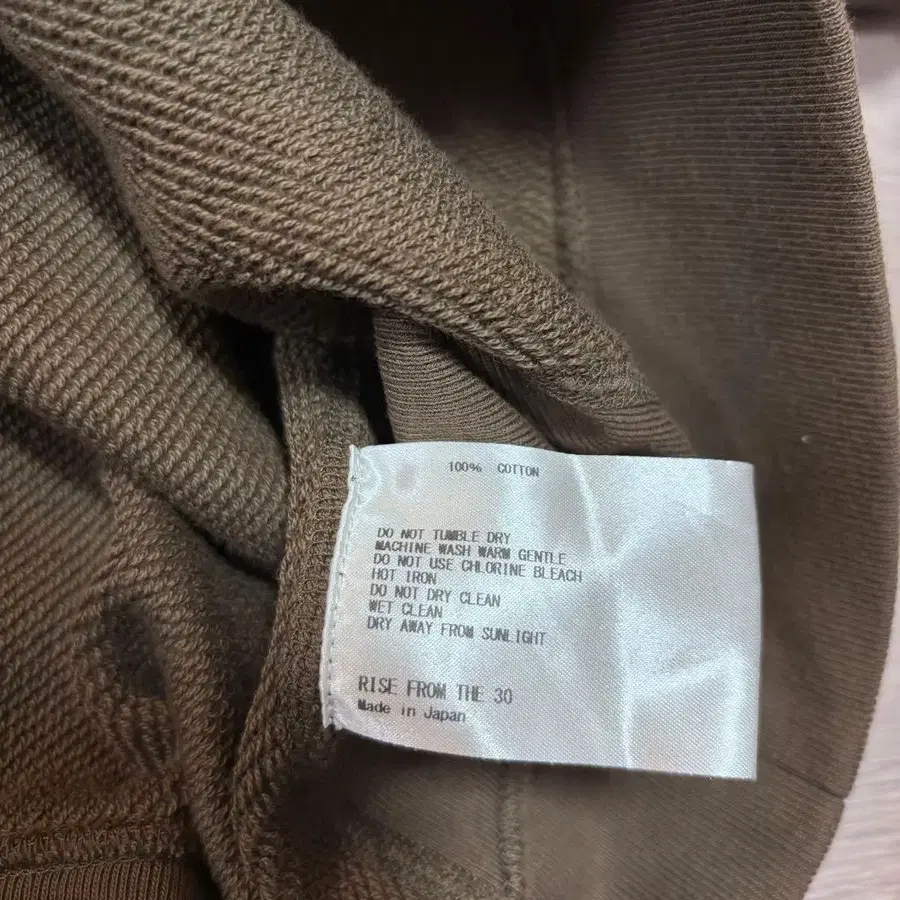 100% COTTON
DO NOT TUMBLE DRY
MACHINE WASH WARM GENTLE
DO NOT USE CHLORINE BLEACH
HOT IRON
DO NOT DRY CLEAN
WET CLEAN
DRY AWAY FROM SUNLIGHT
RISE FROM THE 30
Made in Japan